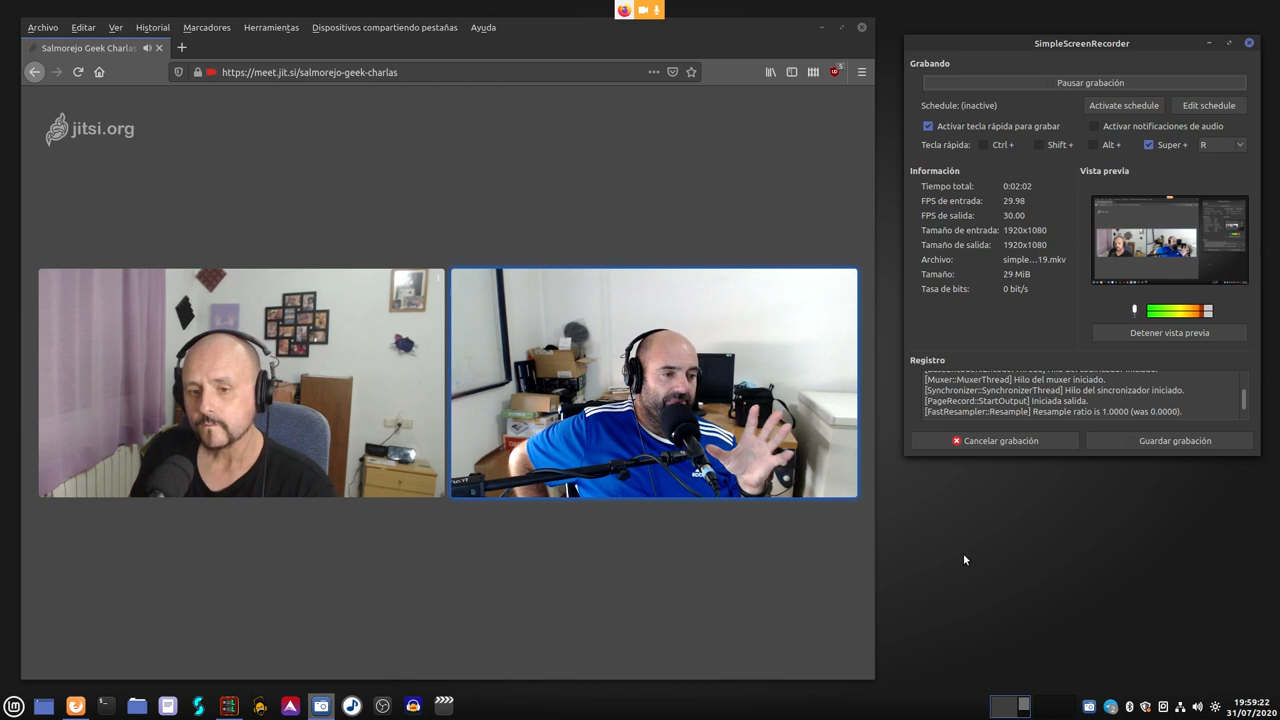 Archivo Editar Ver Historial Marcadores Herramientas Dispositivos compartiendo pestañas Ayuda
Salmorejo Geek Charlas
https://meet.jit.si/salmorejo-geek-charlas
5
jitsi.org
SimpleScreenRecorder
Grabando
Pausar grabación
Schedule: (inactive) Activate schedule Edit schedule
Activar tecla rápida para grabar Activar notificaciones de audio
Tecla rápida: Ctrl + Shift + Alt + Super + R
Información Vista previa
Tiempo total: 0:02:02
FPS de entrada: 29.98
FPS de salida: 30.00
Tamaño de entrada: 1920x1080
Tamaño de salida: 1920x1080
Archivo: simple...19.mkv
Tamaño: 29 MiB
Tasa de bits: 0 bit/s
Detener vista previa
Registro
[Muxer::MuxerThread] Hilo del muxer iniciado.
[Synchronizer::SynchronizerThread] Hilo del sincronizador iniciado.
[PageRecord::StartOutput] Iniciada salida.
[FastResampler::Resample] Resample ratio is 1.0000 (was 0.0000).
Cancelar grabación Guardar grabación
19:59:22
31/07/2020